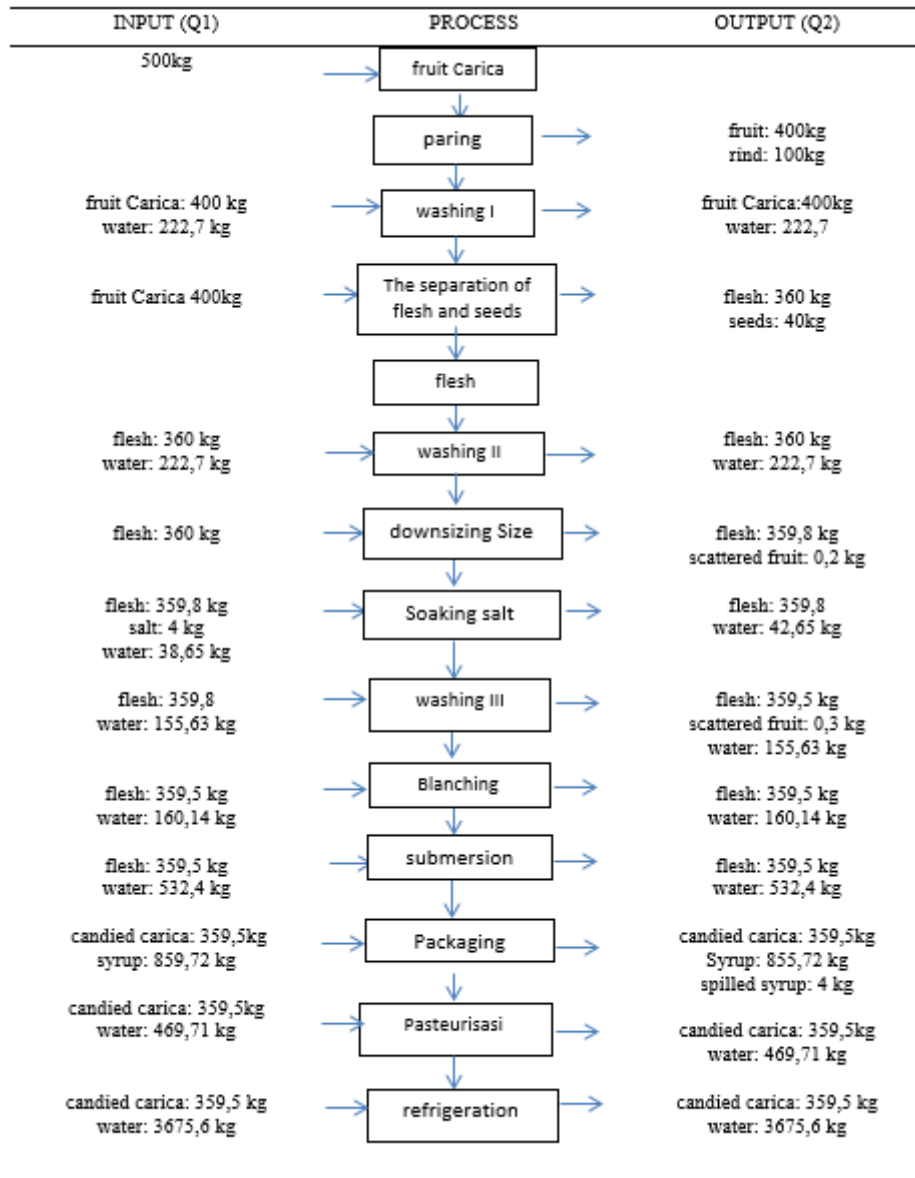 INPUT (Q1) PROCESS OUTPUT (Q2)
500kg
fruit Carica
paring
fruit: 400kg
rind: 100kg
fruit Carica: 400 kg
water: 222,7 kg
washing I
fruit Carica:400kg
water: 222,7
fruit Carica 400kg
The separation of
flesh and seeds
flesh: 360 kg
seeds: 40kg
flesh
flesh: 360 kg
water: 222,7 kg
washing II
flesh: 360 kg
water: 222,7 kg
flesh: 360 kg
downsizing Size
flesh: 359,8 kg
scattered fruit: 0,2 kg
flesh: 359,8 kg
salt: 4 kg
water: 38,65 kg
Soaking salt
flesh: 359,8
water: 42,65 kg
flesh: 359,8
water: 155,63 kg
washing III
flesh: 359,5 kg
scattered fruit: 0,3 kg
water: 155,63 kg
flesh: 359,5 kg
water: 160,14 kg
Blanching
flesh: 359,5 kg
water: 160,14 kg
flesh: 359,5 kg
water: 532,4 kg
submersion
flesh: 359,5 kg
water: 532,4 kg
candied carica: 359,5kg
syrup: 859,72 kg
Packaging
candied carica: 359,5kg
Syrup: 855,72 kg
spilled syrup: 4 kg
candied carica: 359,5kg
water: 469,71 kg
Pasteurisasi
candied carica: 359,5kg
water: 469,71 kg
candied carica: 359,5 kg
water: 3675,6 kg
refrigeration
candied carica: 359,5 kg
water: 3675,6 kg